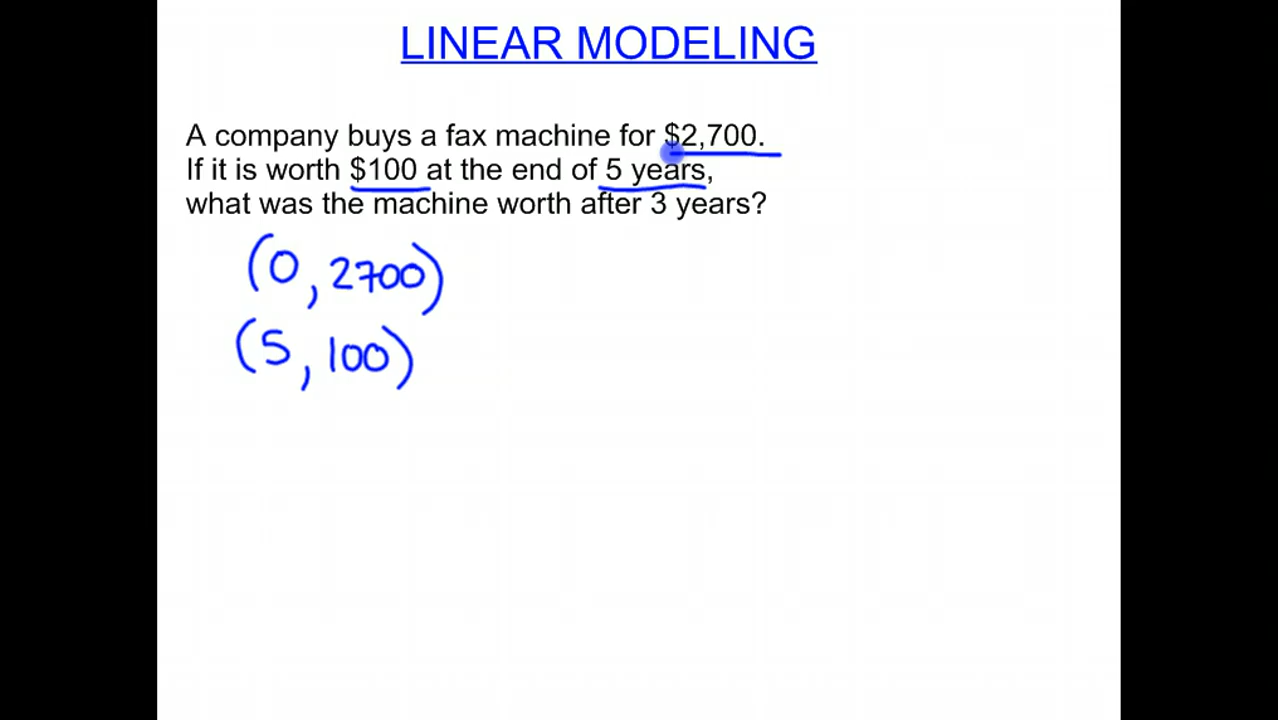 LINEAR MODELING
A company buys a fax machine for $2,700.
If it is worth $100 at the end of 5 years,
what was the machine worth after 3 years?
(0, 2700)
(5, 100)